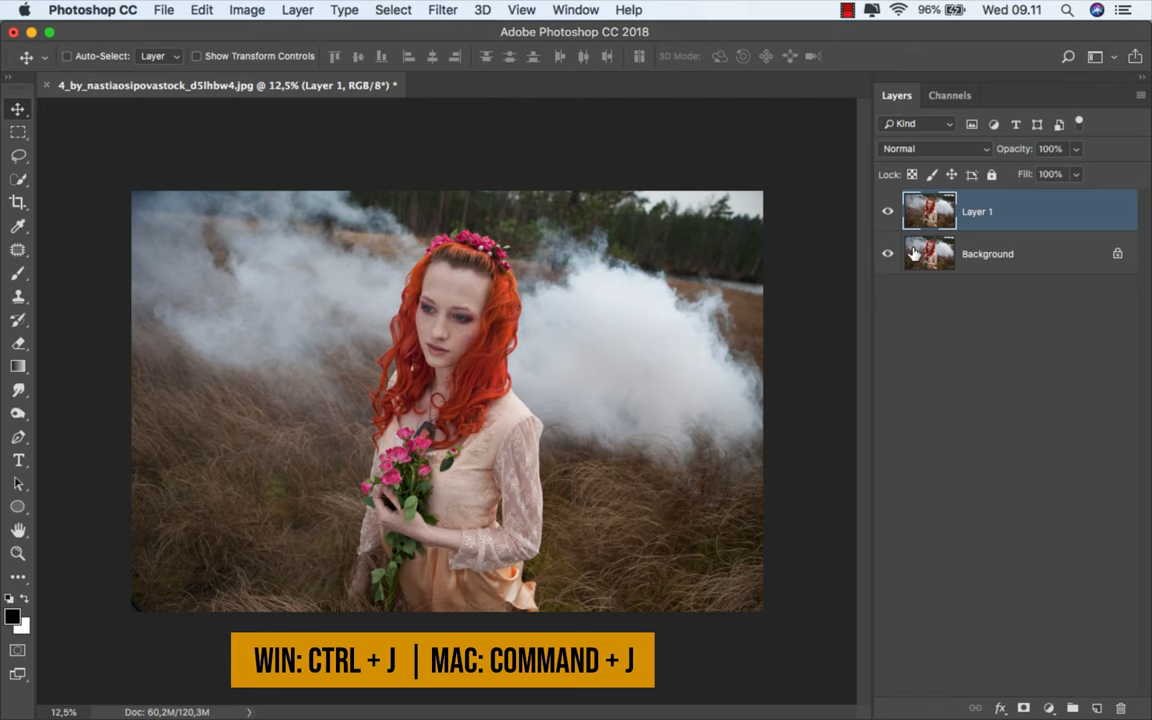 Photoshop CC File Edit Image Layer Type Select Filter 3D View Window Help 96% Wed 09.11
Adobe Photoshop CC 2018
Auto-Select: Layer Show Transform Controls 3D Mode:
4_by_nastiaosipovastock_d5lhbw4.jpg @ 12,5% (Layer 1, RGB/8*) *
Layers Channels
Kind
Normal Opacity: 100%
Lock: Fill: 100%
Layer 1
Background
WIN: CTRL + J | MAC: COMMAND + J
12,5% Doc: 60,2M/120,3M